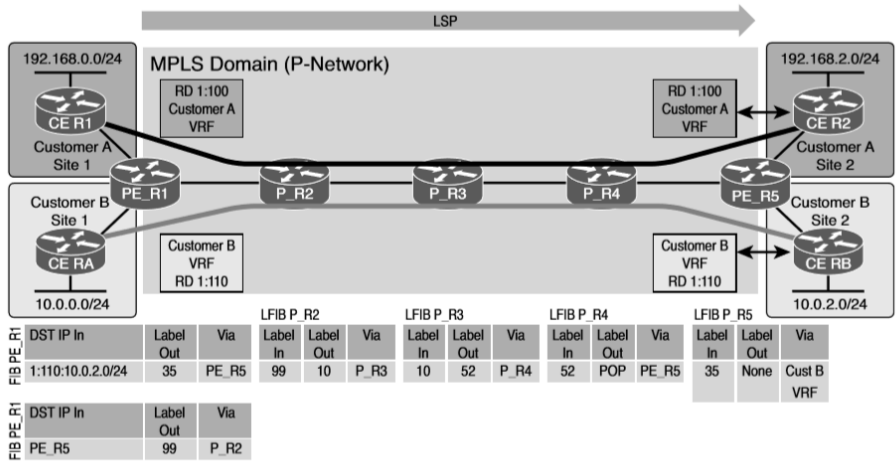 LSP
192.168.0.0/24
MPLS Domain (P-Network)
192.168.2.0/24
RD 1:100
Customer A
VRF
RD 1:100
Customer A
VRF
CE R1
CE R2
Customer A
Site 1
Customer A
Site 2
PE_R1
P_R2
P_R3
P_R4
PE_R5
Customer B
Site 1
Customer B
Site 2
CE RA
Customer B
VRF
RD 1:110
Customer B
VRF
RD 1:110
CE RB
10.0.0.0/24
10.0.2.0/24
FIB PE_R1
DST IP In
Label Out
Via
1:110:10.0.2.0/24
35
PE_R5
LFIB P_R2
Label In
Label Out
Via
99
10
P_R3
LFIB P_R3
Label In
Label Out
Via
10
52
P_R4
LFIB P_R4
Label In
Label Out
Via
52
POP
PE_R5
LFIB P_R5
Label In
Label Out
Via
35
None
Cust B
VRF
FIB PE_R1
DST IP In
Label Out
Via
PE_R5
99
P_R2